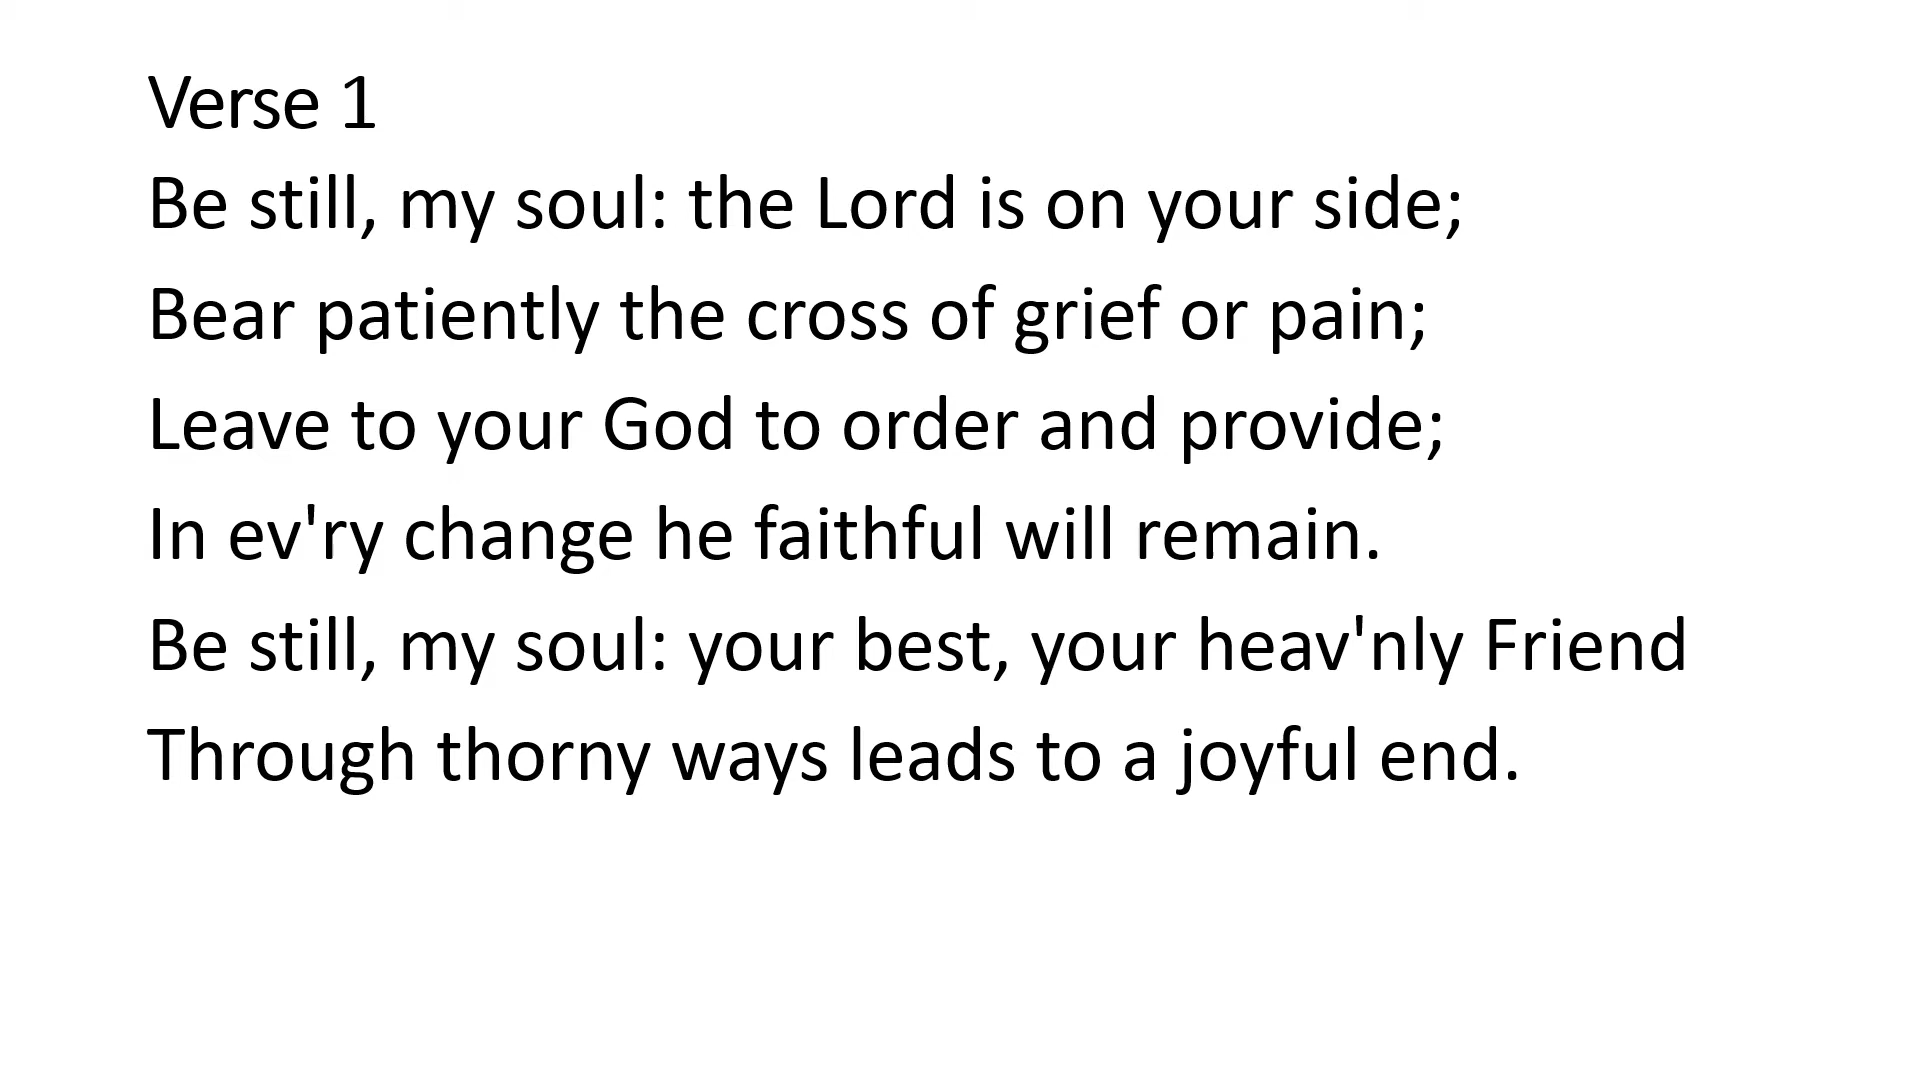 Verse 1
Be still, my soul: the Lord is on your side;
Bear patiently the cross of grief or pain;
Leave to your God to order and provide;
In ev'ry change he faithful will remain.
Be still, my soul: your best, your heav'nly Friend
Through thorny ways leads to a joyful end.